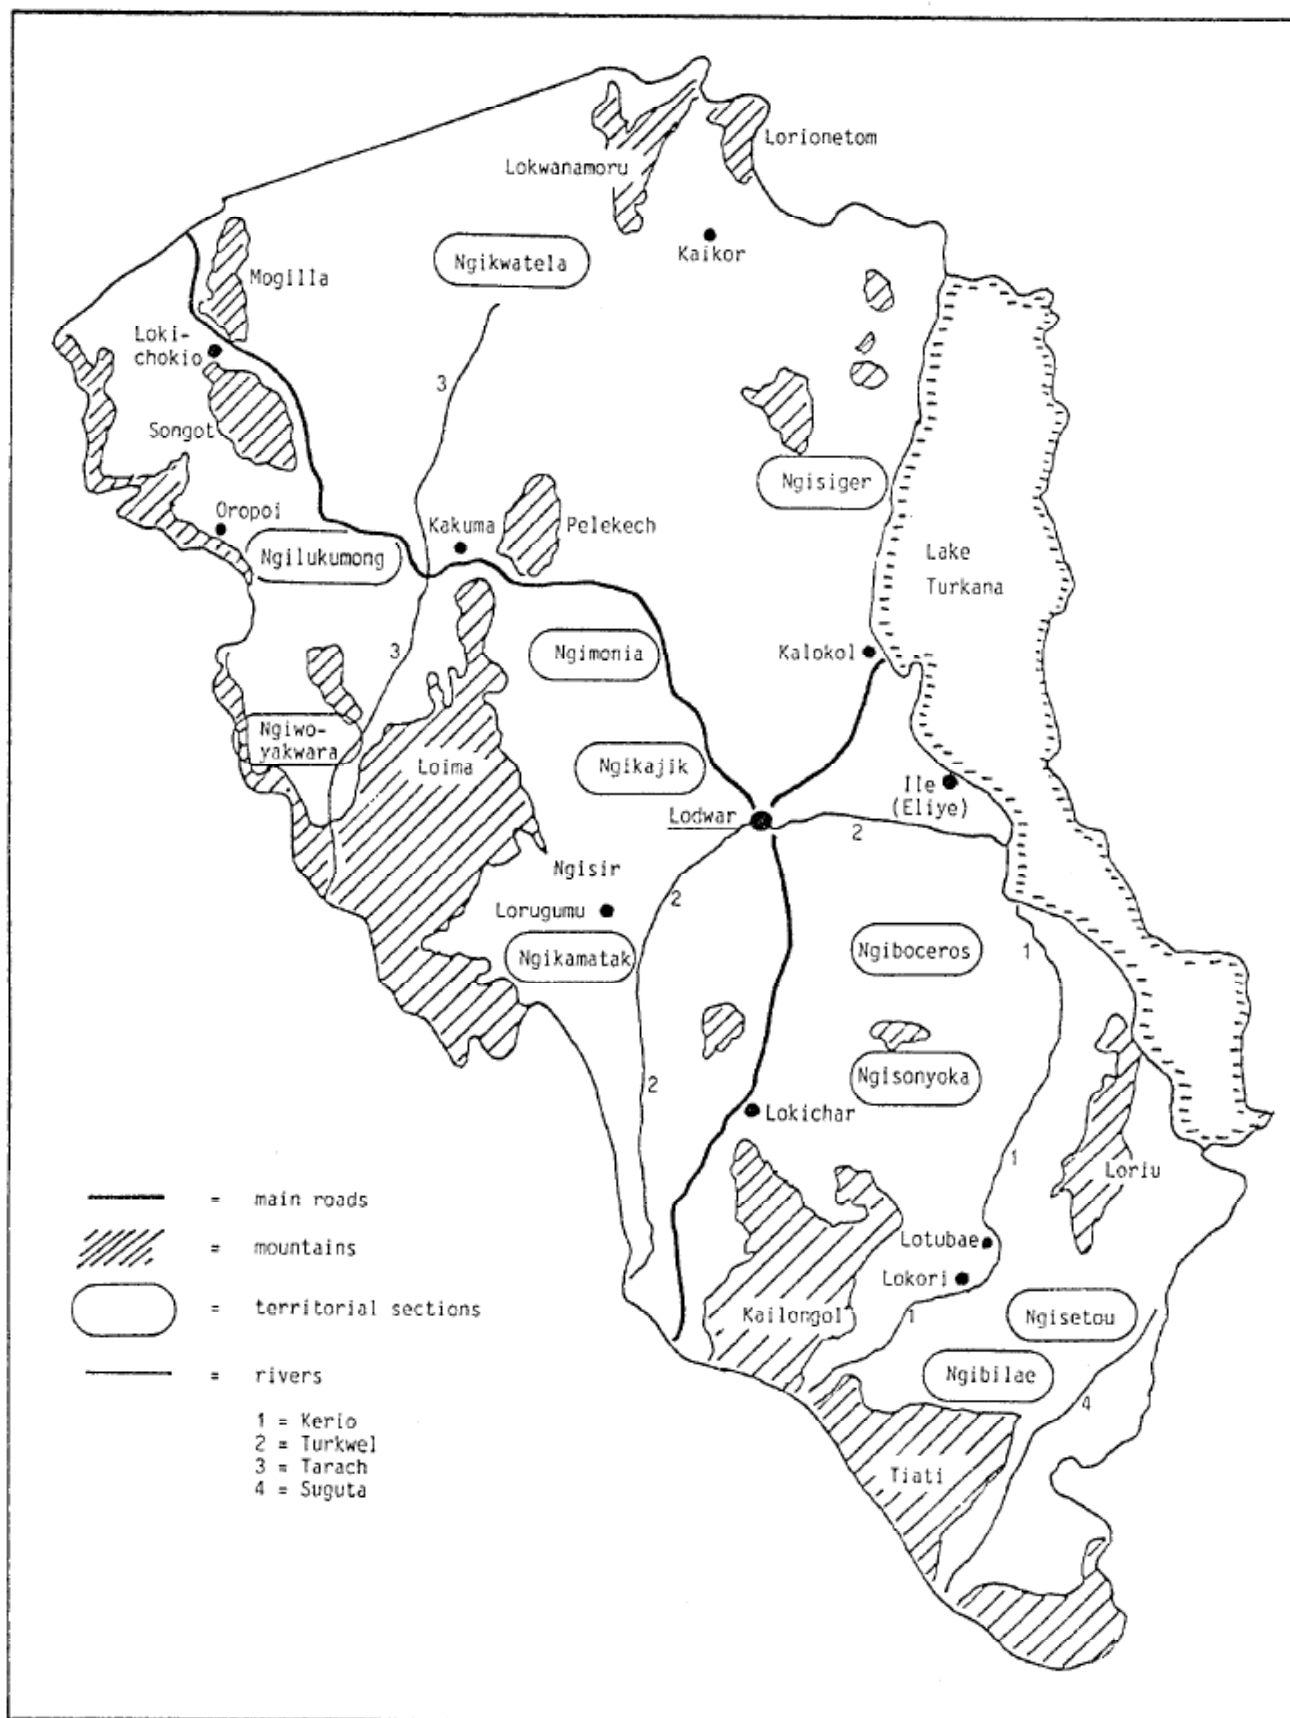 Lorionetom
Lokwanamoru
Kaikor
Ngikwatela
Mogilla
Loki-
chokio
3
Songot
Ngisiger
Oropoi
Kakuma
Pelekech
Ngilukumong
Lake
Turkana
3
Ngimonia
Kalokol
Ngiwo-
yakwara
Loima
Ngikajik
Ile
(Eliye)
Lodwar
2
Ngisir
2
Lorugumu
Ngikamatak
Ngiboceros
1
Ngisonyoka
2
Lokichar
1
Loriu
Lotubae
Lokori
Kailongol
1
Ngisetou
Ngibilae
4
Tiati
= main roads
= mountains
= territorial sections
= rivers
1 = Kerio
2 = Turkwel
3 = Tarach
4 = Suguta